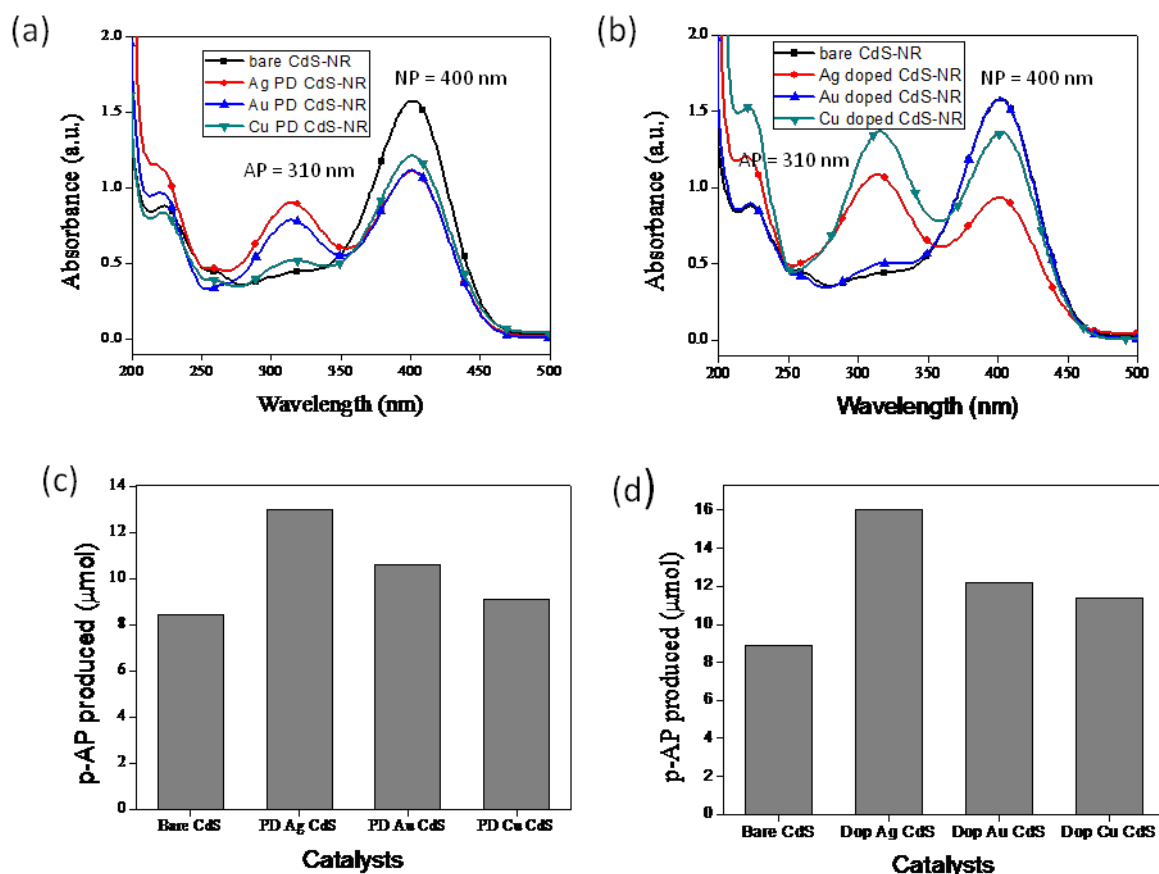 (a)
2.0
1.5
1.0
0.5
0.0
Absorbance (a.u.)
bare CdS-NR
Ag PD CdS-NR
Au PD CdS-NR
Cu PD CdS-NR
NP = 400 nm
AP = 310 nm
200 250 300 350 400 450 500
Wavelength (nm)
(b)
2.0
1.5
1.0
0.5
0.0
Absorbance (a.u.)
bare CdS-NR
Ag doped CdS-NR
Au doped CdS-NR
Cu doped CdS-NR
NP = 400 nm
AP = 310 nm
200 250 300 350 400 450 500
Wavelength (nm)
(c)
14
12
10
8
6
4
2
0
p-AP produced (μmol)
Bare CdS PD Ag CdS PD Au CdS PD Cu CdS
Catalysts
(d)
16
14
12
10
8
6
4
2
0
p-AP produced (μmol)
Bare CdS Dop Ag CdS Dop Au CdS Dop Cu CdS
Catalysts